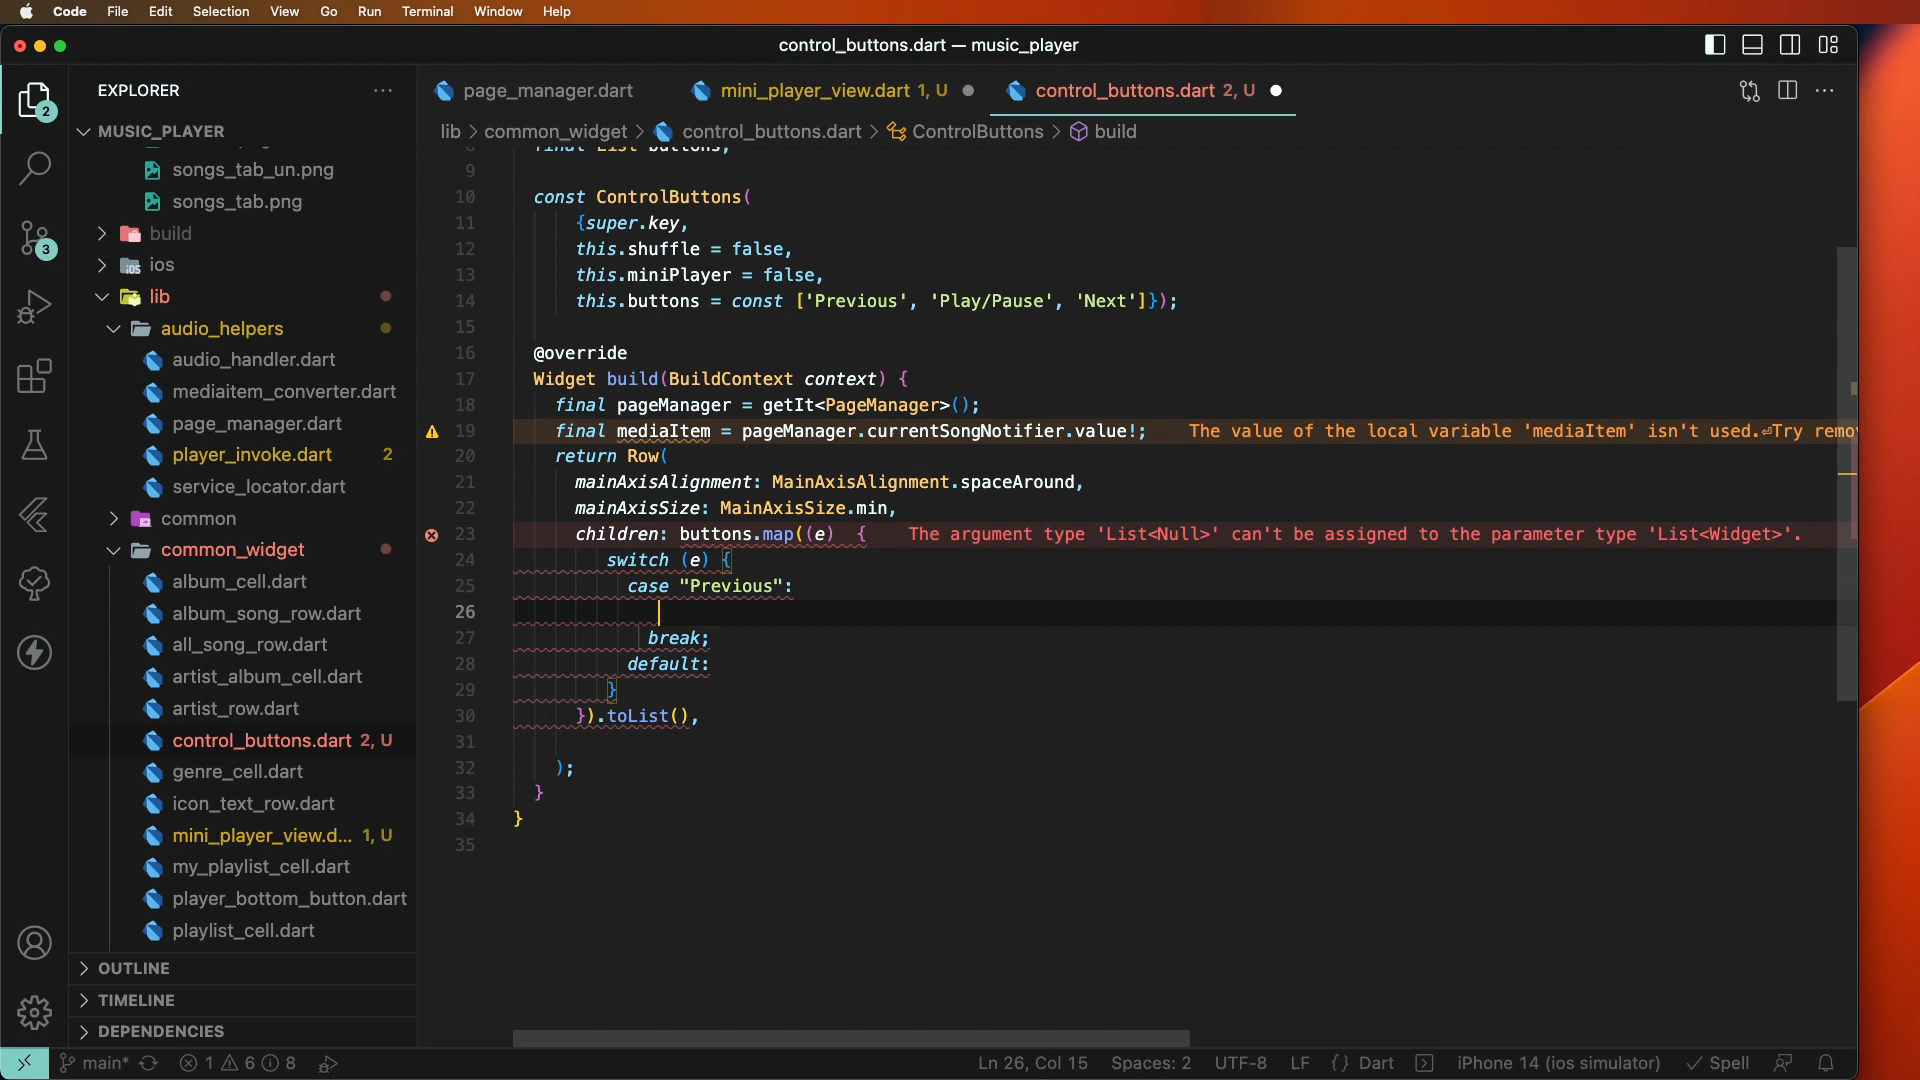 Code File Edit Selection View Go Run Terminal Window Help
control_buttons.dart — music_player
EXPLORER
page_manager.dart
mini_player_view.dart 1, U
control_buttons.dart 2, U
MUSIC_PLAYER
lib > common_widget > control_buttons.dart > ControlButtons > build
songs_tab_un.png
songs_tab.png
build
ios
lib
audio_helpers
audio_handler.dart
mediaitem_converter.dart
page_manager.dart
player_invoke.dart 2
service_locator.dart
common
common_widget
album_cell.dart
album_song_row.dart
all_song_row.dart
artist_album_cell.dart
artist_row.dart
control_buttons.dart 2, U
genre_cell.dart
icon_text_row.dart
mini_player_view.d... 1, U
my_playlist_cell.dart
player_bottom_button.dart
playlist_cell.dart
OUTLINE
TIMELINE
DEPENDENCIES
2
3
8 final List buttons;
9
10 const ControlButtons(
11 {super.key,
12 this.shuffle = false,
13 this.miniPlayer = false,
14 this.buttons = const ['Previous', 'Play/Pause', 'Next']});
15
16 @override
17 Widget build(BuildContext context) {
18 final pageManager = getIt<PageManager>();
19 final mediaItem = pageManager.currentSongNotifier.value!; The value of the local variable 'mediaItem' isn't used.⏎Try remo
20 return Row(
21 mainAxisAlignment: MainAxisAlignment.spaceAround,
22 mainAxisSize: MainAxisSize.min,
23 children: buttons.map((e) { The argument type 'List<Null>' can't be assigned to the parameter type 'List<Widget>'.
24 switch (e) {
25 case "Previous":
26
27 break;
28 default:
29 }
30 }).toList(),
31
32 );
33 }
34 }
35
main* 1 6 8
Ln 26, Col 15 Spaces: 2 UTF-8 LF {} Dart iPhone 14 (ios simulator) Spell